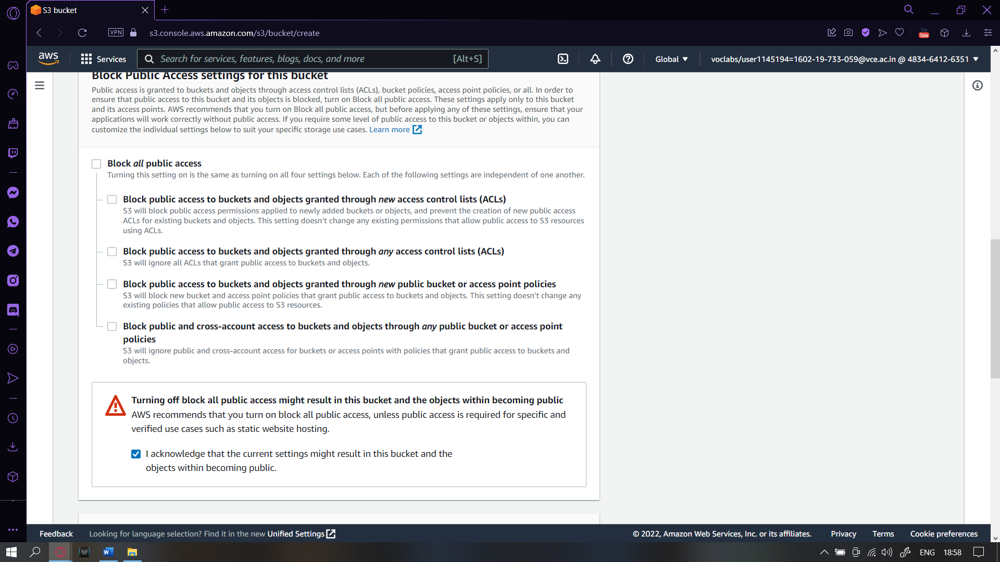 S3 bucket
VPN
s3.console.aws.amazon.com/s3/bucket/create
You
Tube
aws
Services
Search for services, features, blogs, docs, and more
[Alt+S]
Global
voclabs/user1145194=1602-19-733-059@vce.ac.in @ 4834-6412-6351
Block Public Access settings for this bucket
Public access is granted to buckets and objects through access control lists (ACLs), bucket policies, access point policies, or all. In order to
ensure that public access to this bucket and its objects is blocked, turn on Block all public access. These settings apply only to this bucket
and its access points. AWS recommends that you turn on Block all public access, but before applying any of these settings, ensure that your
applications will work correctly without public access. If you require some level of public access to this bucket or objects within, you can
customize the individual settings below to suit your specific storage use cases. Learn more
Block all public access
Turning this setting on is the same as turning on all four settings below. Each of the following settings are independent of one another.
Block public access to buckets and objects granted through new access control lists (ACLs)
S3 will block public access permissions applied to newly added buckets or objects, and prevent the creation of new public access
ACLs for existing buckets and objects. This setting doesn't change any existing permissions that allow public access to S3 resources
using ACLs.
Block public access to buckets and objects granted through any access control lists (ACLs)
S3 will ignore all ACLs that grant public access to buckets and objects.
Block public access to buckets and objects granted through new public bucket or access point policies
S3 will block new bucket and access point policies that grant public access to buckets and objects. This setting doesn't change any
existing policies that allow public access to S3 resources.
Block public and cross-account access to buckets and objects through any public bucket or access point
policies
S3 will ignore public and cross-account access for buckets or access points with policies that grant public access to buckets and
objects.
Turning off block all public access might result in this bucket and the objects within becoming public
AWS recommends that you turn on block all public access, unless public access is required for specific and
verified use cases such as static website hosting.
I acknowledge that the current settings might result in this bucket and the
objects within becoming public.
Feedback
Looking for language selection? Find it in the new Unified Settings
© 2022, Amazon Web Services, Inc. or its affiliates.
Privacy
Terms
Cookie preferences
W
ENG
18:58